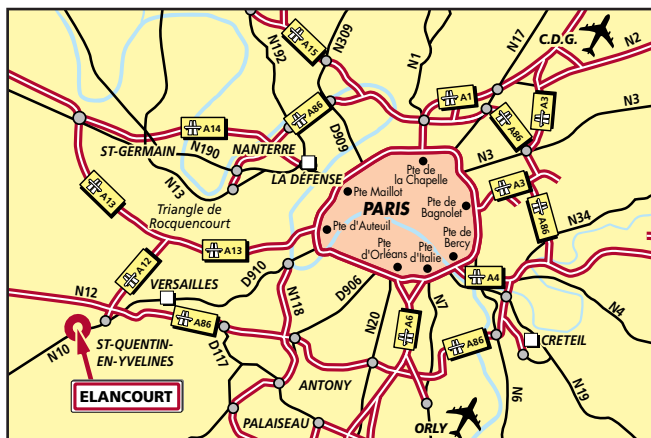 N192
A15
N309
N1
N17
C.D.G.
N2
A86
A1
A86
A3
N3
A14
ST-GERMAIN
N190
NANTERRE
D909
LA DÉFENSE
N13
N3
Pte de
la Chapelle
Pte Maillot
PARIS
Pte de
Bagnolet
A3
A13
Triangle de
Rocquencourt
Pte d'Auteuil
Pte de
Bercy
A86
N34
A13
Pte
d'Orléans
Pte
d'Italie
A12
VERSAILLES
D910
A4
N12
N118
D906
N7
N4
A86
N20
A6
N10
ST-QUENTIN-
EN-YVELINES
D117
A86
CRETEIL
ELANCOURT
ANTONY
N6
N19
PALAISEAU
ORLY